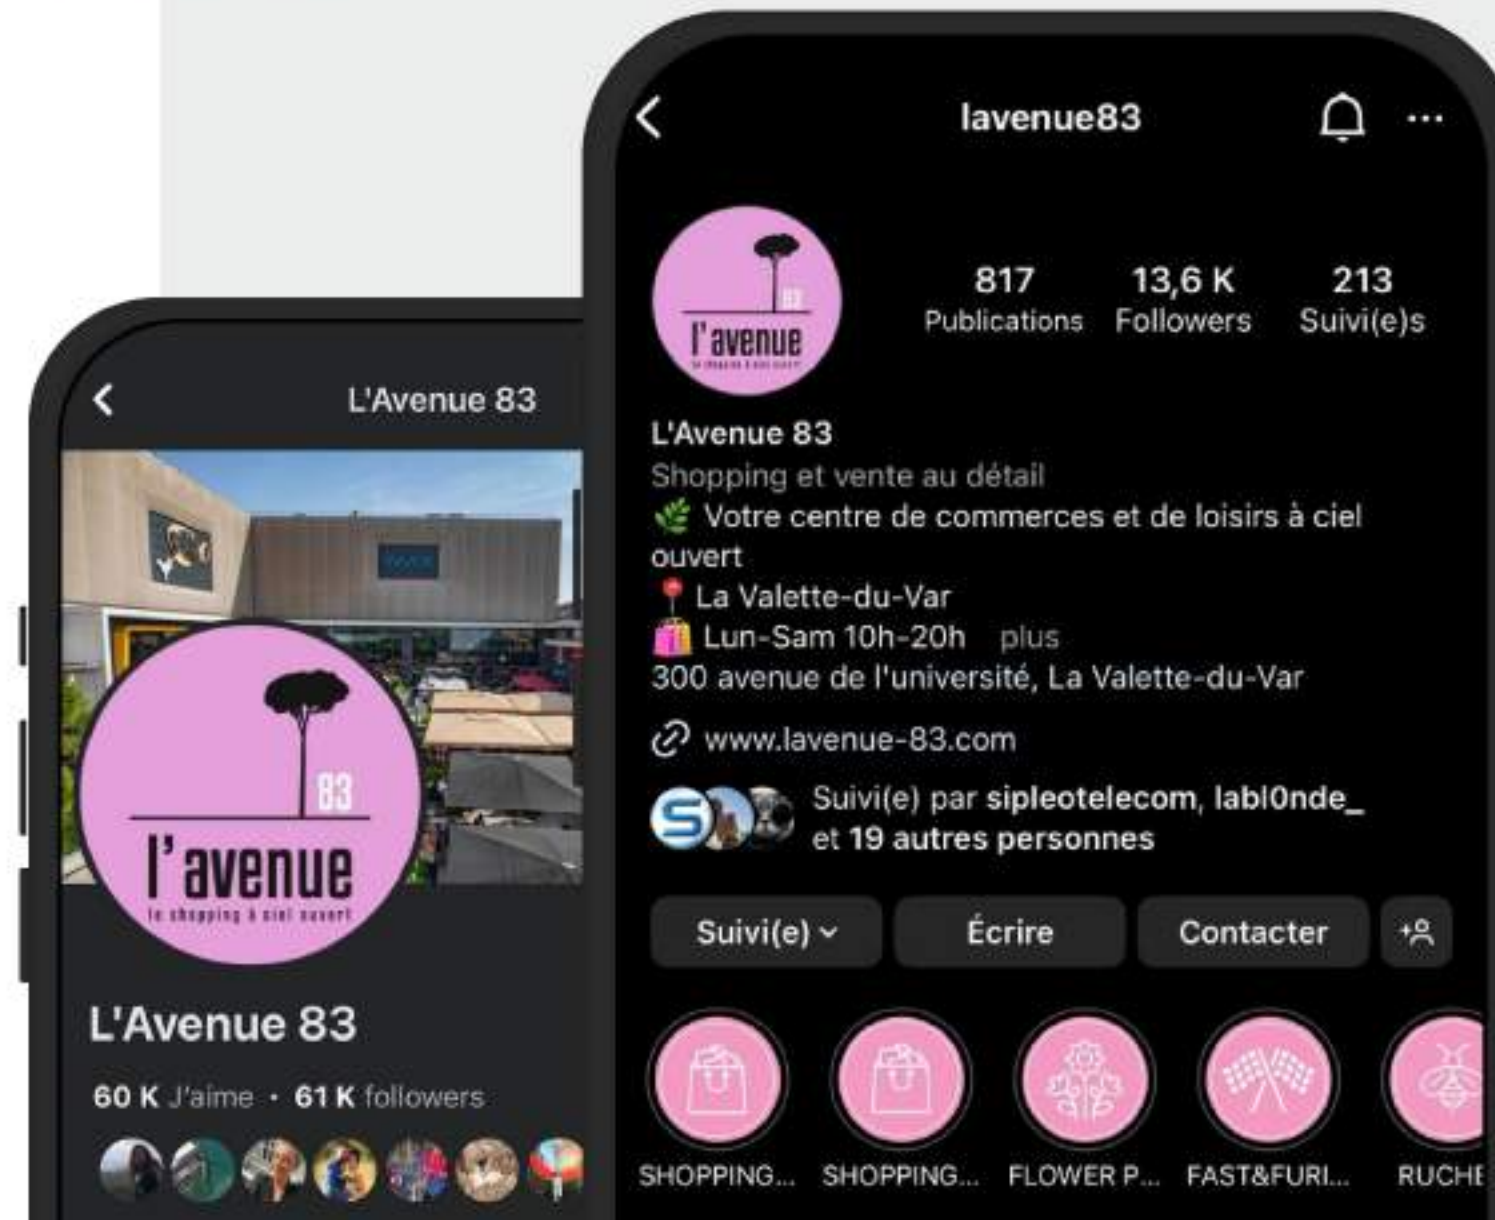 L'Avenue 83
83
l'avenue
le shopping à ciel ouvert
L'Avenue 83
60 K J'aime • 61 K followers
lavenue83
83
l'avenue
817 13,6 K 213
Publications Followers Suivi(e)s
L'Avenue 83
Shopping et vente au détail
🌿 Votre centre de commerces et de loisirs à ciel
ouvert
📍 La Valette-du-Var
🛍️ Lun-Sam 10h-20h plus
300 avenue de l'université, La Valette-du-Var
www.lavenue-83.com
Suivi(e) par sipleotelecom, labl0nde_
et 19 autres personnes
Suivi(e) Écrire Contacter
SHOPPING... SHOPPING... FLOWER P... FAST&FURI... RUCHE